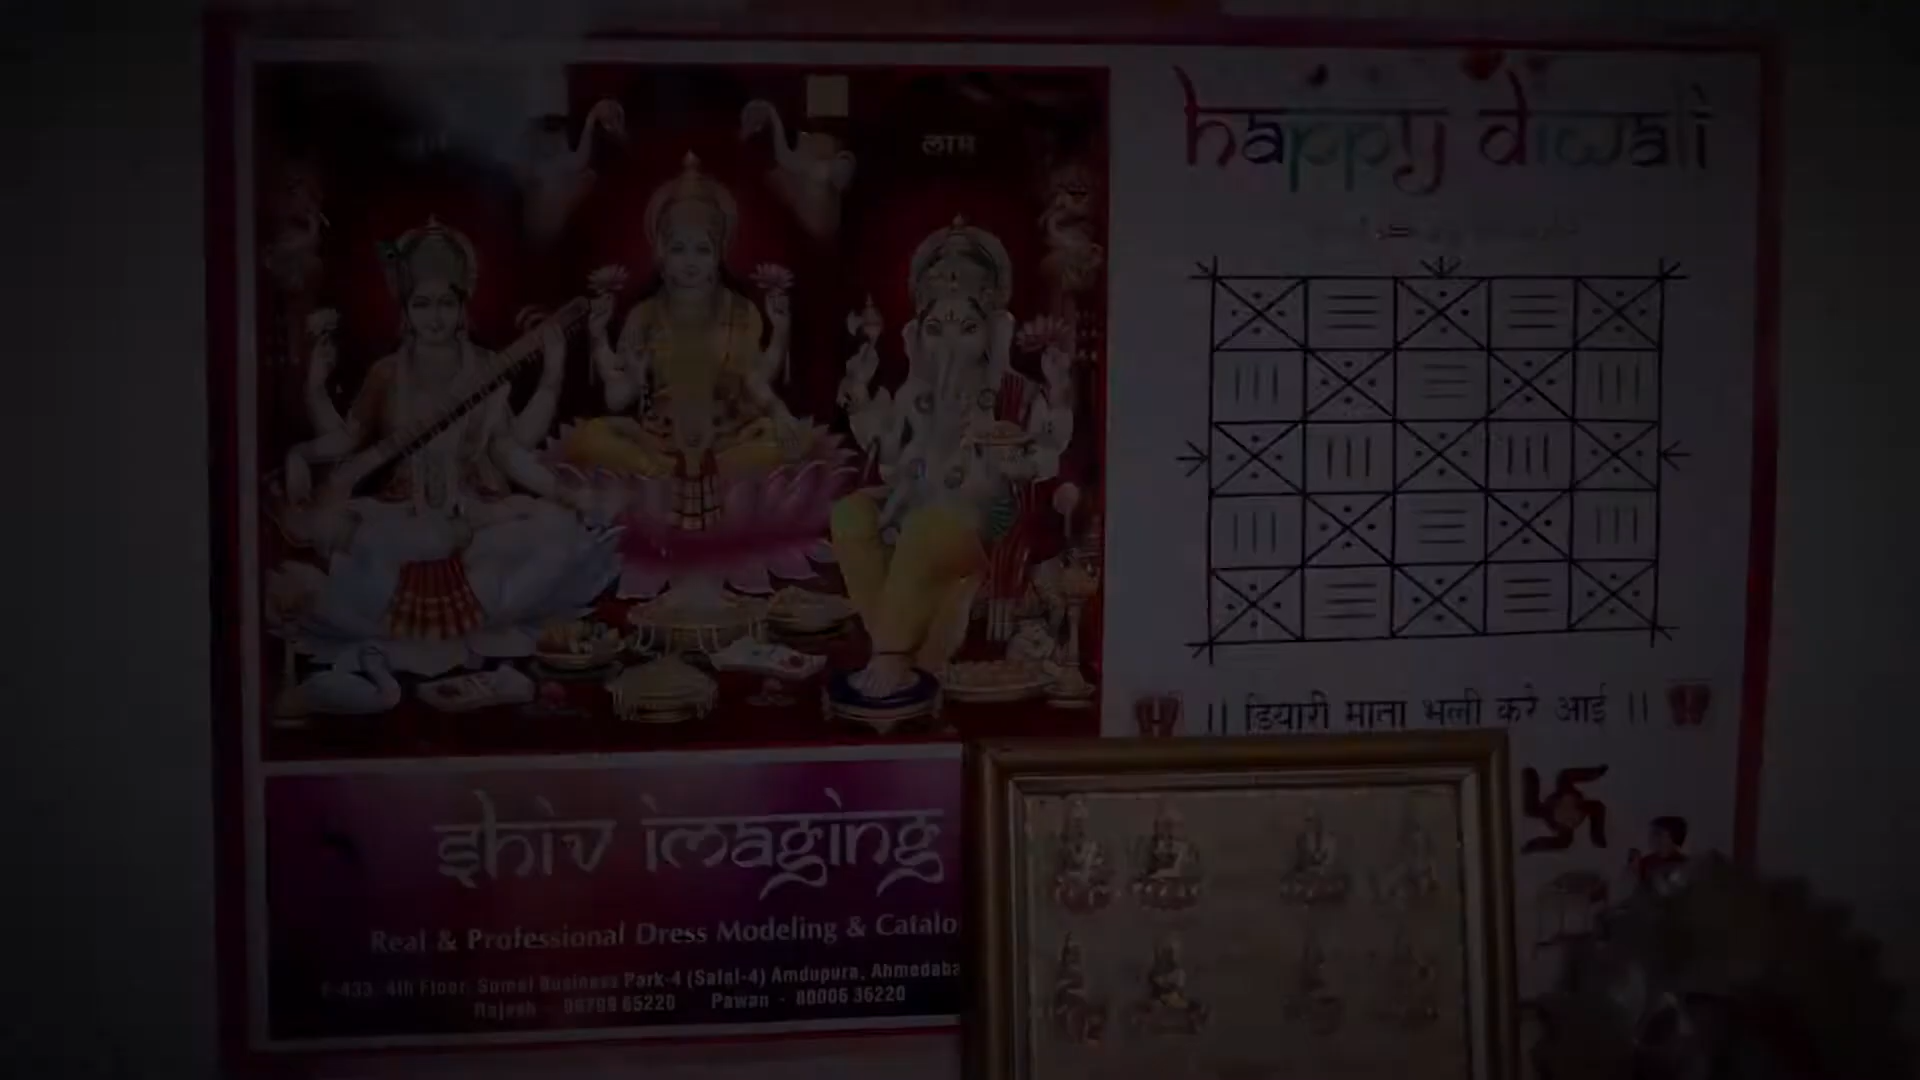 लाभ
happy diwali
|| डियारी माता भली करे आई ||
shiv imaging
Real & Professional Dress Modeling & Catalo
F-433, 4th Floor, Sumel Business Park-4 (Safal-4) Amdupura, Ahmedaba
Rajesh - 98798 65220 Pawan - 80006 36220